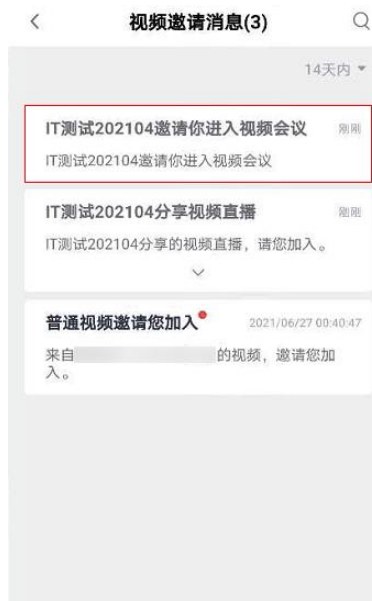 视频邀请消息(3)
14天内
IT测试202104邀请你进入视频会议 刚刚
IT测试202104邀请你进入视频会议
IT测试202104分享视频直播 刚刚
IT测试202104分享的视频直播，请您加入。
普通视频邀请您加入 2021/06/27 00:40:47
来自 的视频，邀请您加
入。